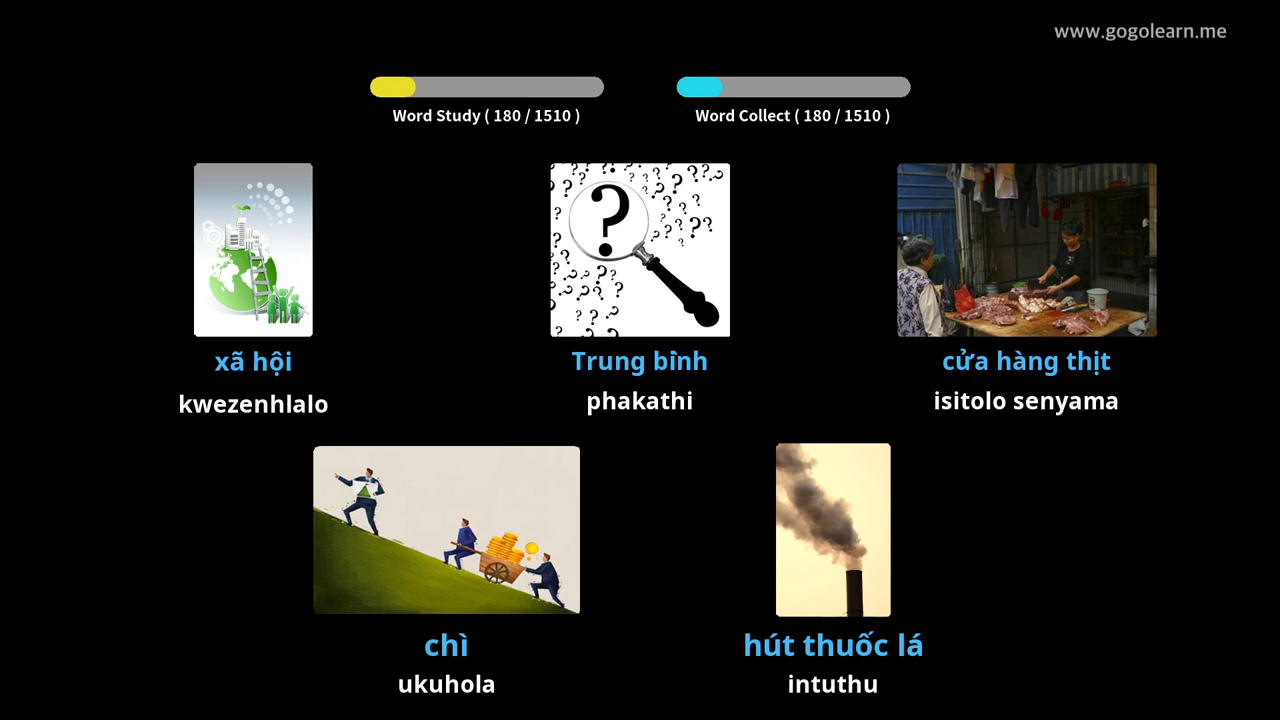 www.gogolearn.me
Word Study ( 180 / 1510 )
Word Collect ( 180 / 1510 )
xã hội
kwezenhlalo
Trung bình
phakathi
cửa hàng thịt
isitolo senyama
chì
ukuhola
hút thuốc lá
intuthu